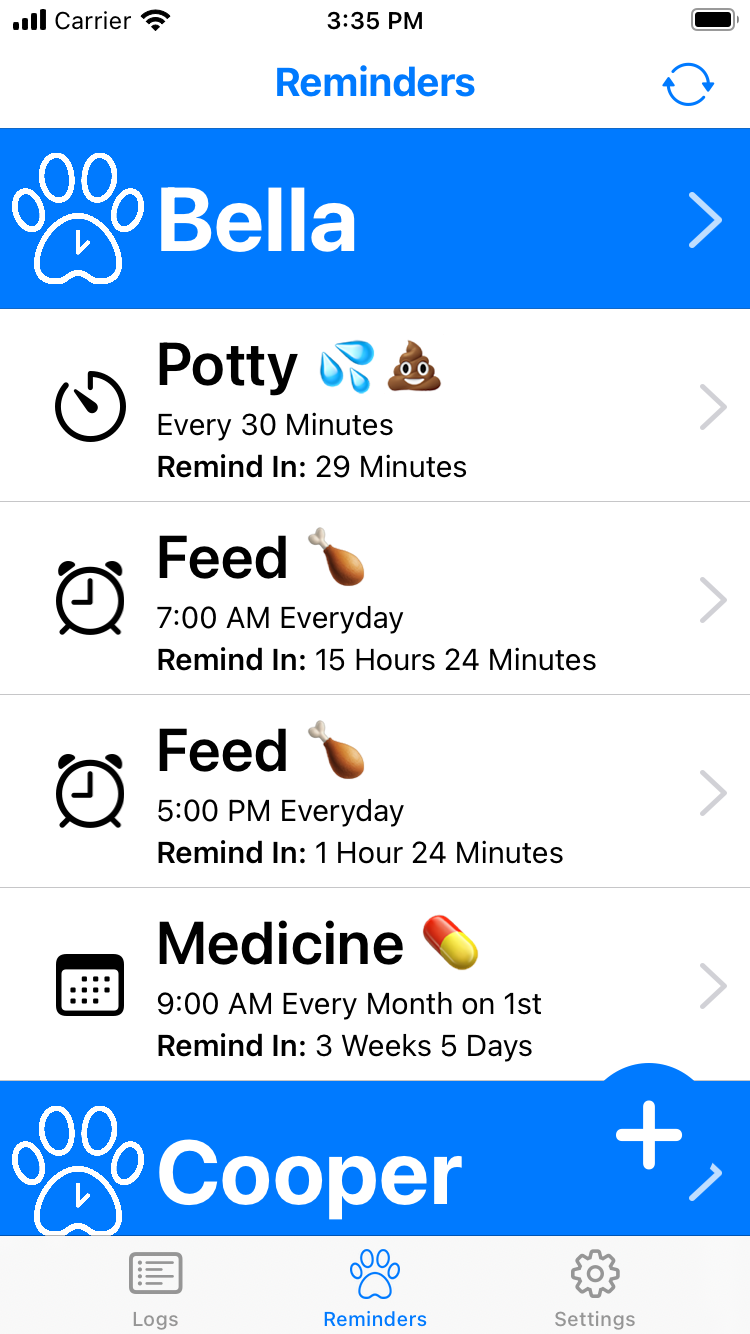 Carrier 3:35 PM
Reminders
Bella
Potty 💦 💩
Every 30 Minutes
Remind In: 29 Minutes
Feed 🍗
7:00 AM Everyday
Remind In: 15 Hours 24 Minutes
Feed 🍗
5:00 PM Everyday
Remind In: 1 Hour 24 Minutes
Medicine 💊
9:00 AM Every Month on 1st
Remind In: 3 Weeks 5 Days
Cooper
Logs Reminders Settings